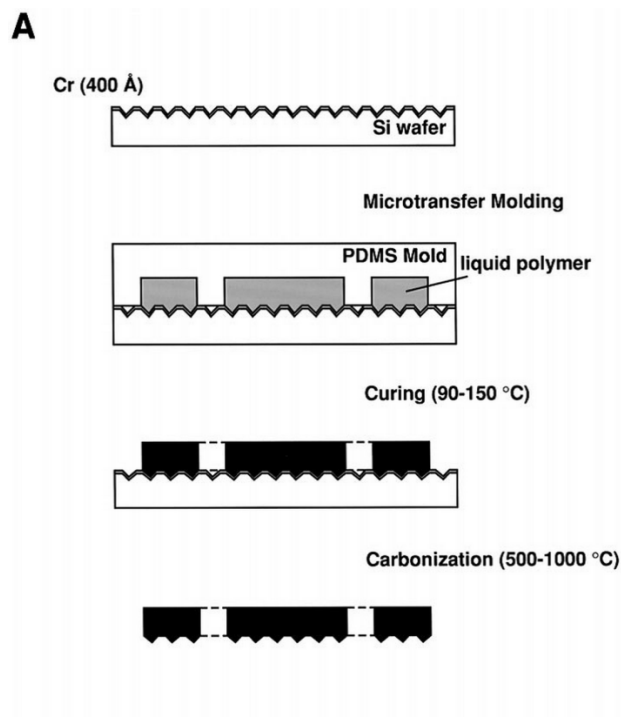 A
Cr (400 Å)
Si wafer
Microtransfer Molding
PDMS Mold
liquid polymer
Curing (90-150 °C)
Carbonization (500-1000 °C)